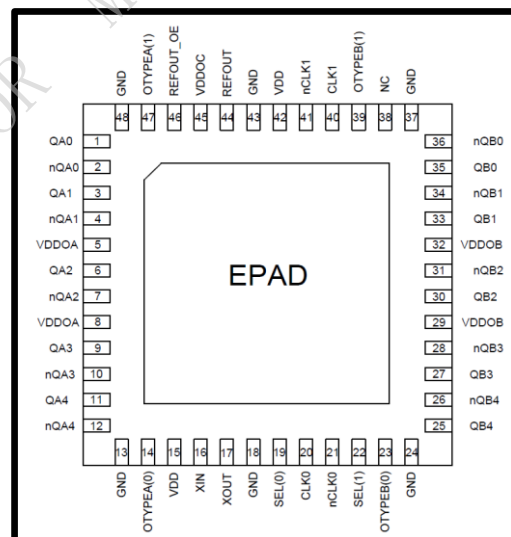 OR M
GND OTYPEA(1) REFOUT_OE VDDOC REFOUT GND VDD nCLK1 CLK1 OTYPEB(1) NC GND
48 47 46 45 44 43 42 41 40 39 38 37
QA0 1 36 nQB0
nQA0 2 35 QB0
QA1 3 34 nQB1
nQA1 4 33 QB1
VDDOA 5 32 VDDOB
QA2 6 31 nQB2
nQA2 7 30 QB2
VDDOA 8 29 VDDOB
QA3 9 28 nQB3
nQA3 10 27 QB3
QA4 11 26 nQB4
nQA4 12 25 QB4
EPAD
13 14 15 16 17 18 19 20 21 22 23 24
GND OTYPEA(0) VDD XIN XOUT GND SEL(0) CLK0 nCLK0 SEL(1) OTYPEB(0) GND